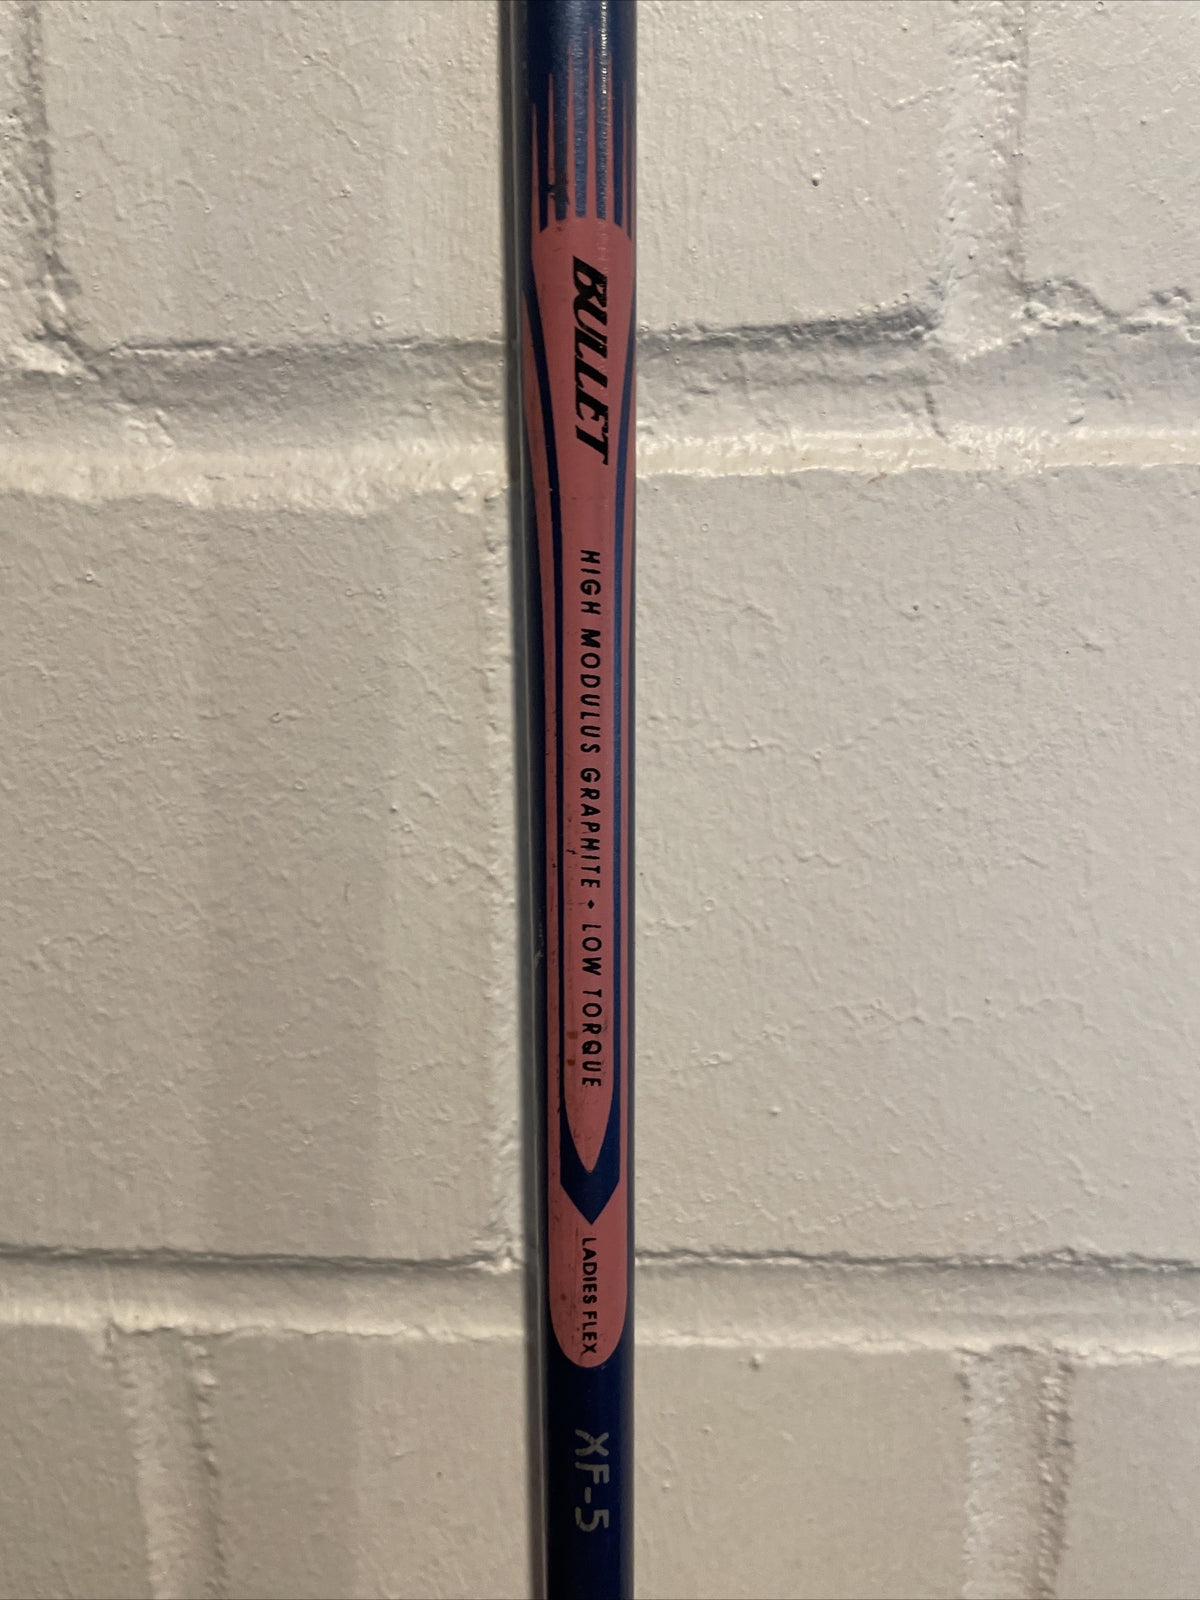 BULLET
HIGH MODULUS GRAPHITE • LOW TORQUE
LADIES FLEX
XF-5